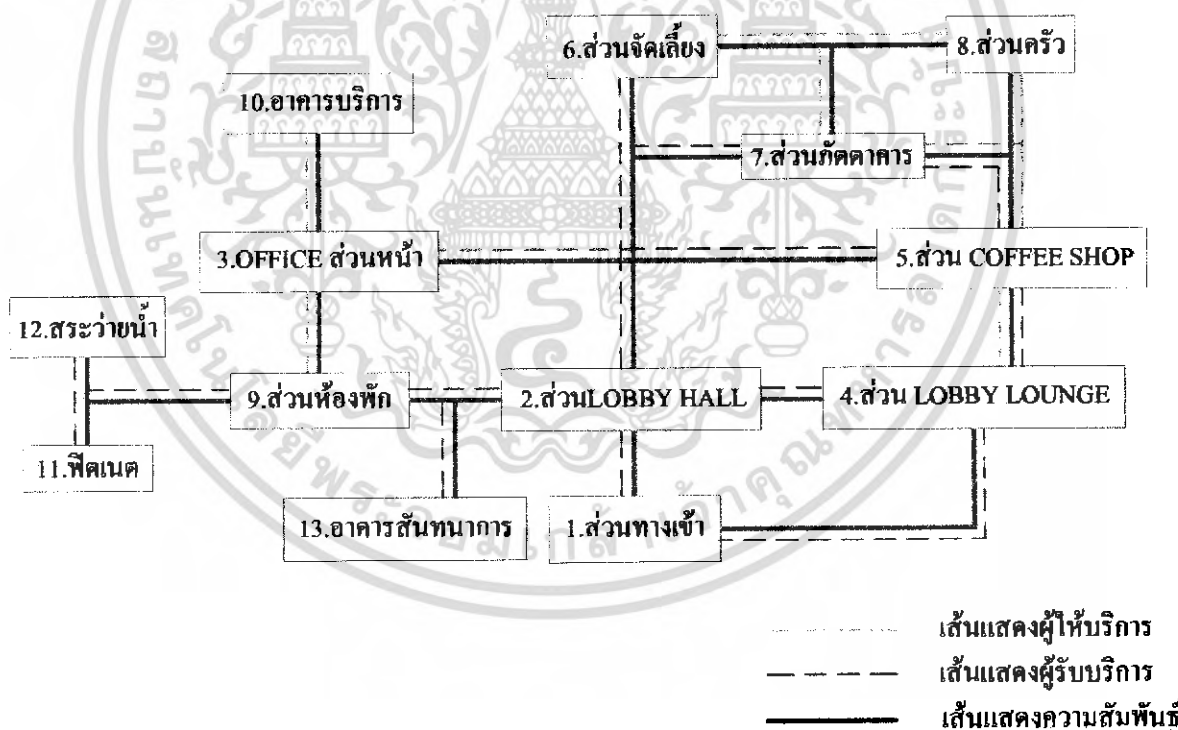 6.ส่วนจัดเลี้ยง
8.ส่วนครัว
10.อาคารบริการ
7.ส่วนภัตตาคาร
3.OFFICE ส่วนหน้า
5.ส่วน COFFEE SHOP
12.สระว่ายน้ำ
9.ส่วนห้องพัก
2.ส่วนLOBBY HALL
4.ส่วน LOBBY LOUNGE
11.ฟิตเนต
13.อาคารสันทนาการ
1.ส่วนทางเข้า
เส้นแสดงผู้ให้บริการ
เส้นแสดงผู้รับบริการ
เส้นแสดงความสัมพันธ์